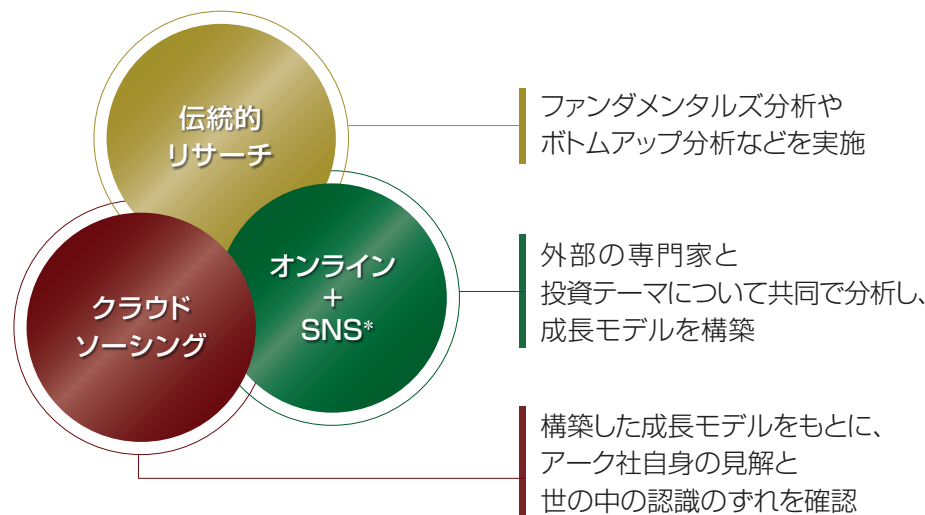 伝統的
リサーチ
ファンダメンタルズ分析や
ボトムアップ分析などを実施
オンライン
+
SNS*
外部の専門家と
投資テーマについて共同で分析し、
成長モデルを構築
クラウド
ソーシング
構築した成長モデルをもとに、
アーク社自身の見解と
世の中の認識のずれを確認